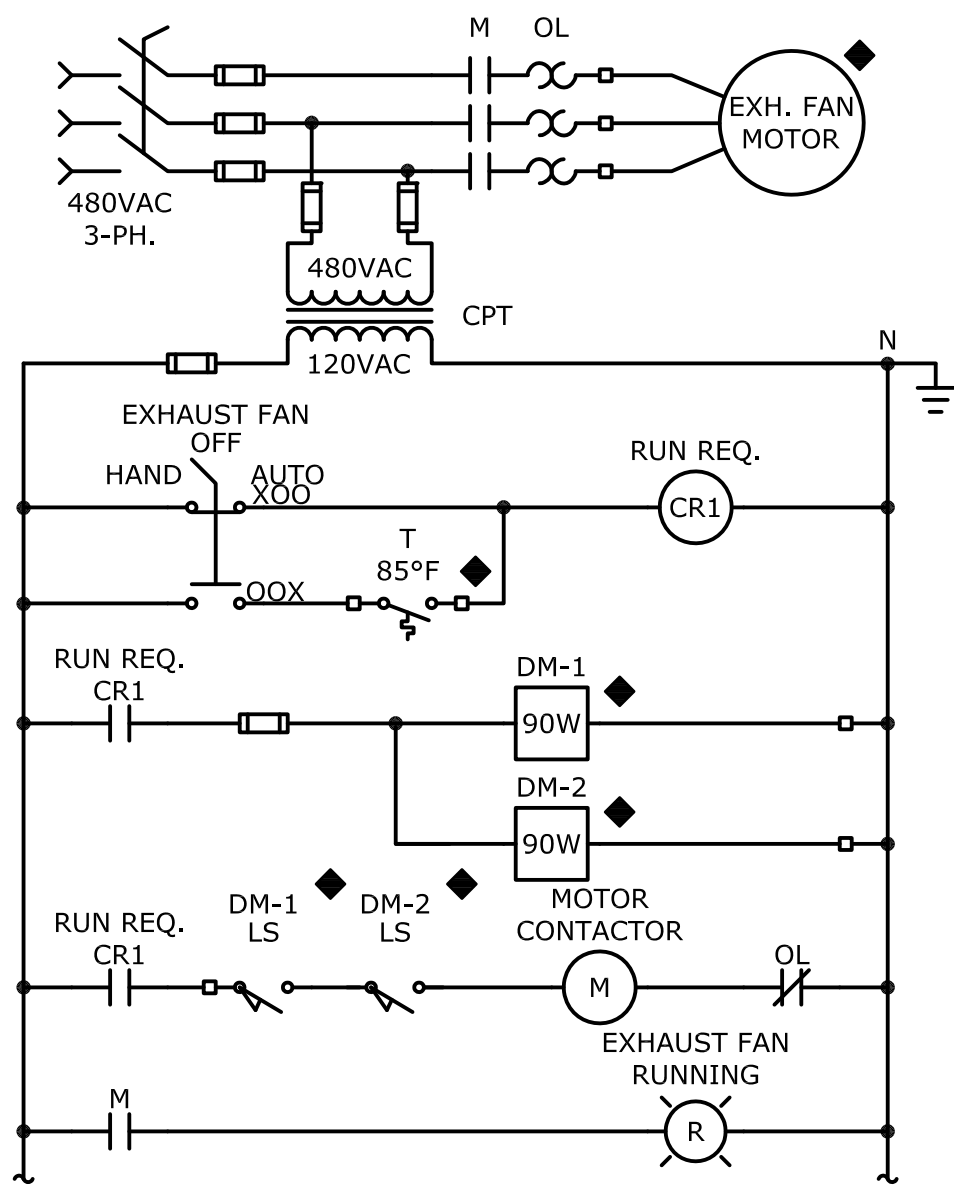 M OL
EXH. FAN
MOTOR
480VAC
3-PH.
480VAC
CPT
120VAC
N
EXHAUST FAN
OFF
HAND AUTO
XOO
RUN REQ.
CR1
T
85°F
OOX
RUN REQ.
CR1
DM-1
90W
DM-2
90W
RUN REQ.
CR1
DM-1
LS
DM-2
LS
MOTOR
CONTACTOR
M
OL
EXHAUST FAN
RUNNING
M
R